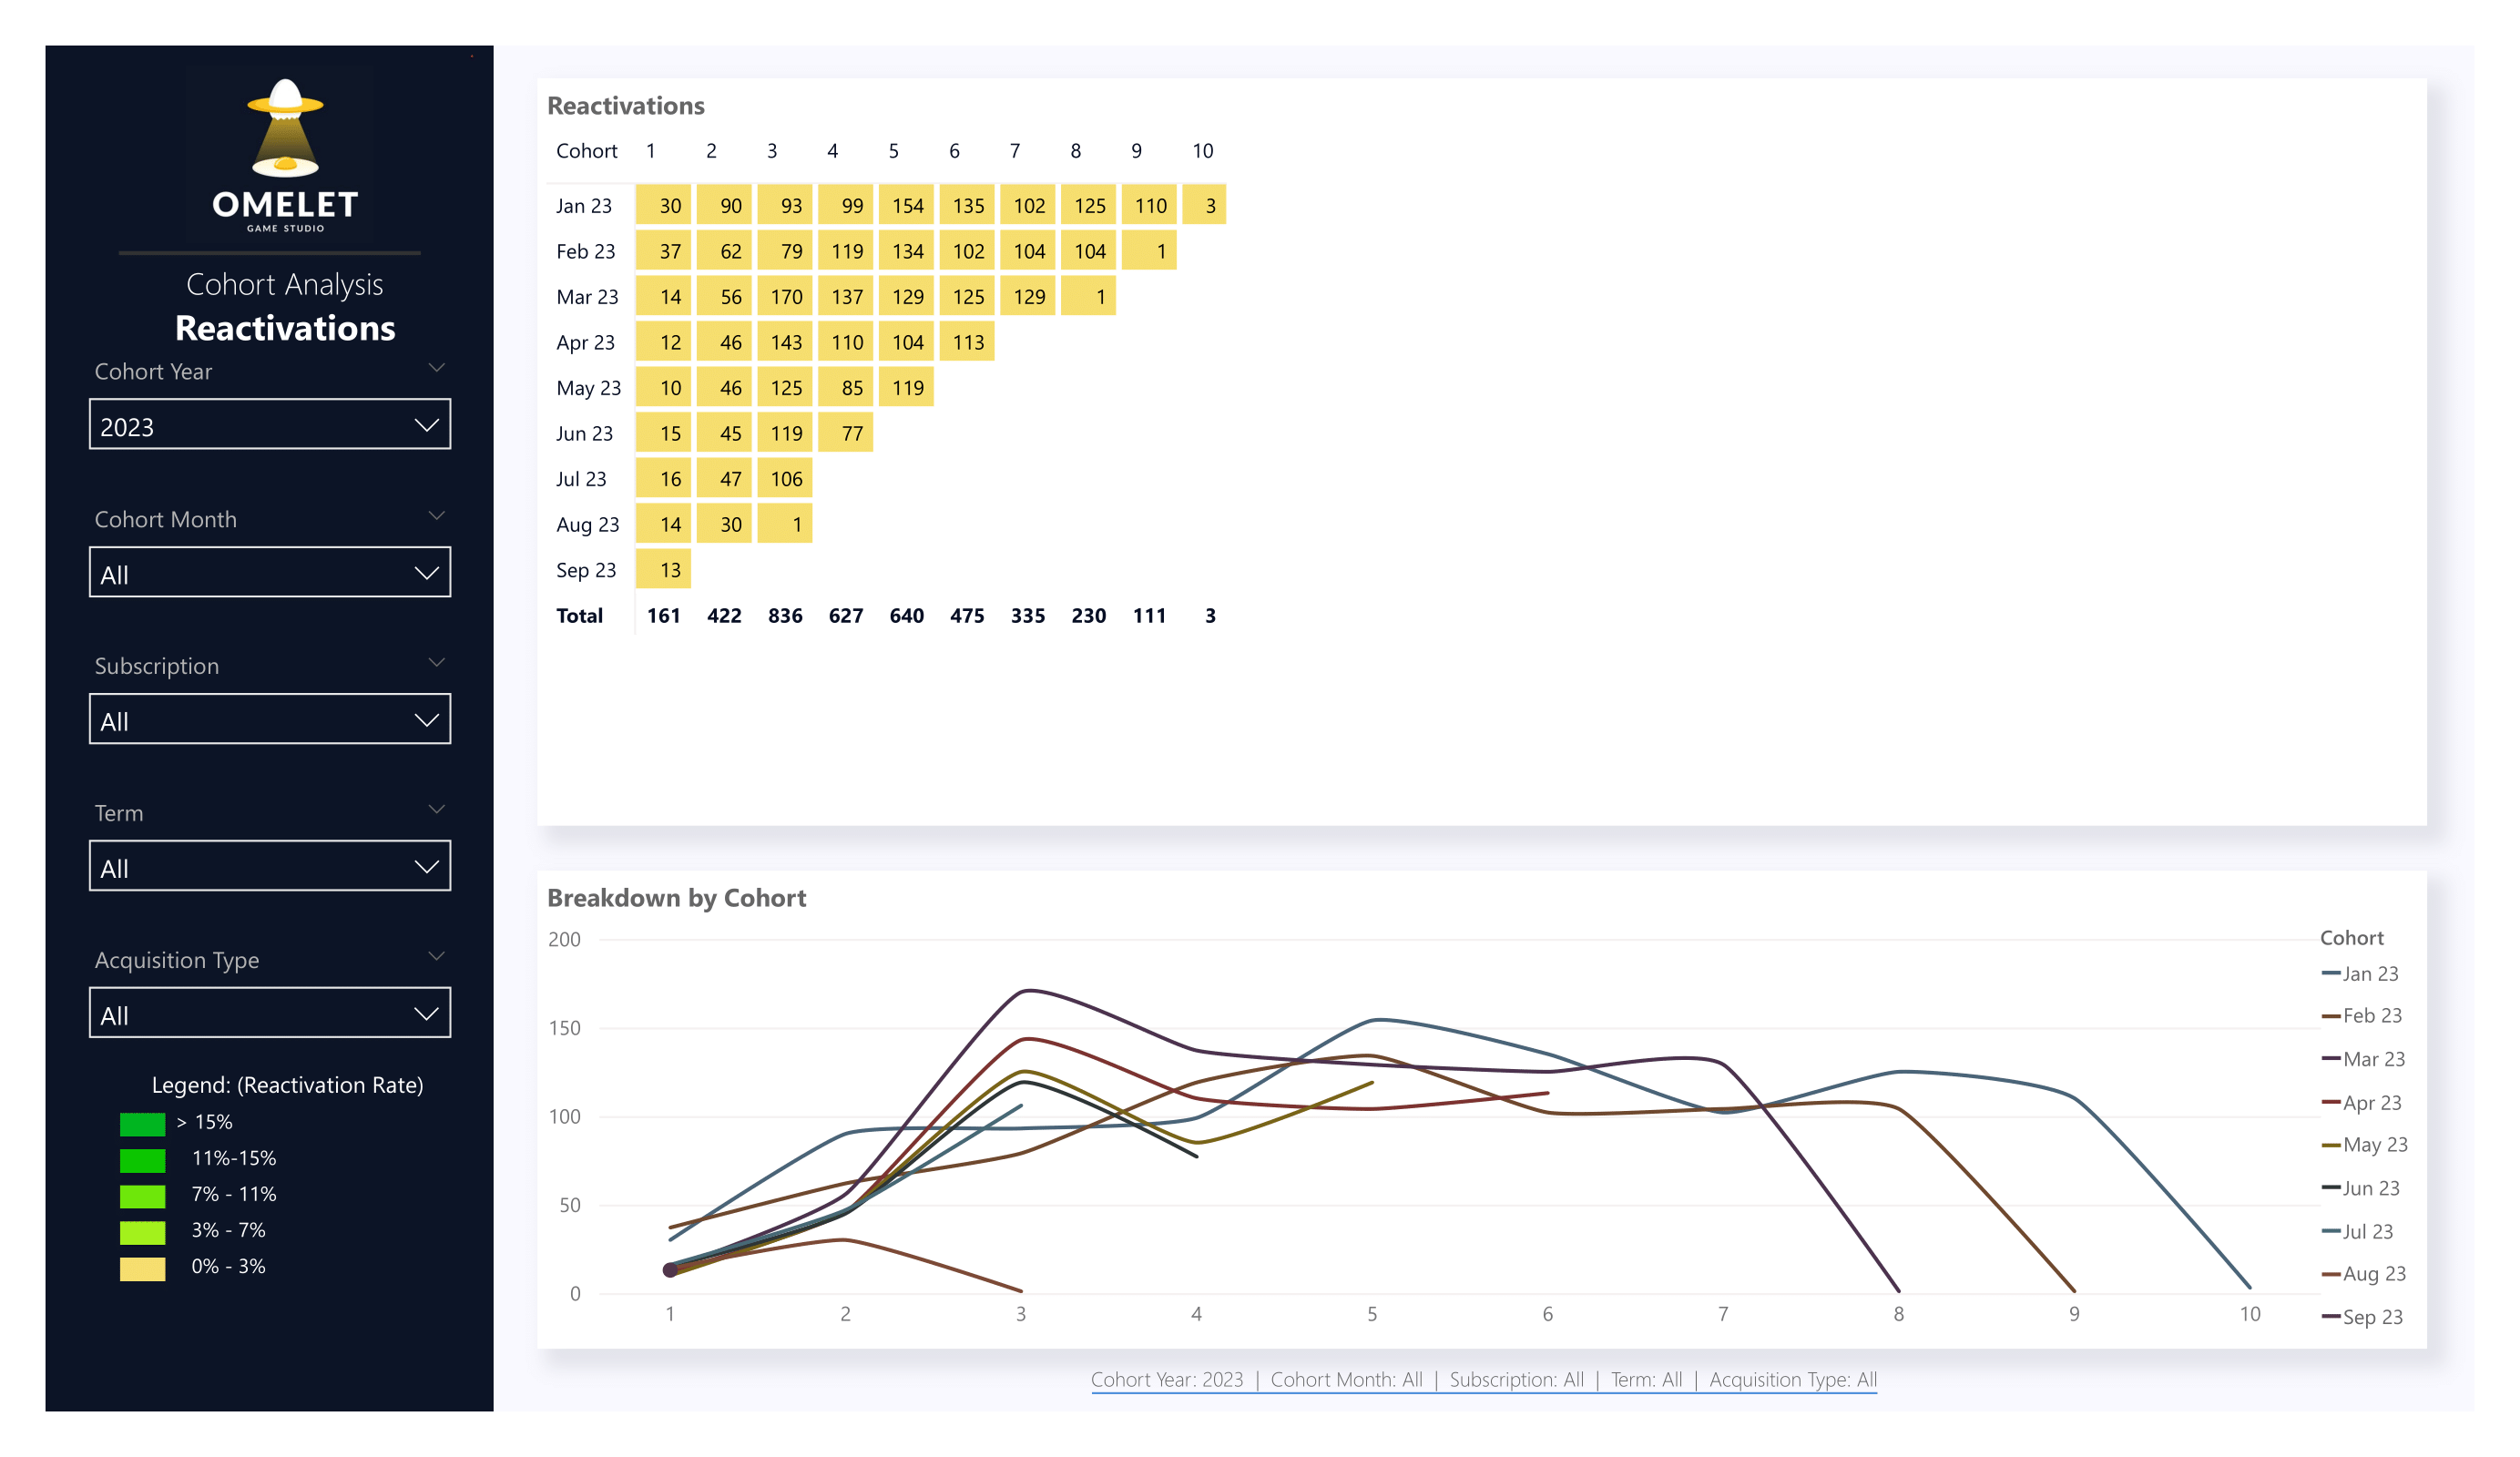 OMELET
GAME STUDIO
Cohort Analysis
Reactivations
Cohort Year
2023
Cohort Month
All
Subscription
All
Term
All
Acquisition Type
All
Legend: (Reactivation Rate)
> 15%
11%-15%
7% - 11%
3% - 7%
0% - 3%
Reactivations
Cohort 1 2 3 4 5 6 7 8 9 10
Jan 23 30 90 93 99 154 135 102 125 110 3
Feb 23 37 62 79 119 134 102 104 104 1
Mar 23 14 56 170 137 129 125 129 1
Apr 23 12 46 143 110 104 113
May 23 10 46 125 85 119
Jun 23 15 45 119 77
Jul 23 16 47 106
Aug 23 14 30 1
Sep 23 13
Total 161 422 836 627 640 475 335 230 111 3
Breakdown by Cohort
200
150
100
50
0
1 2 3 4 5 6 7 8 9 10
Cohort
Jan 23
Feb 23
Mar 23
Apr 23
May 23
Jun 23
Jul 23
Aug 23
Sep 23
Cohort Year: 2023 | Cohort Month: All | Subscription: All | Term: All | Acquisition Type: All